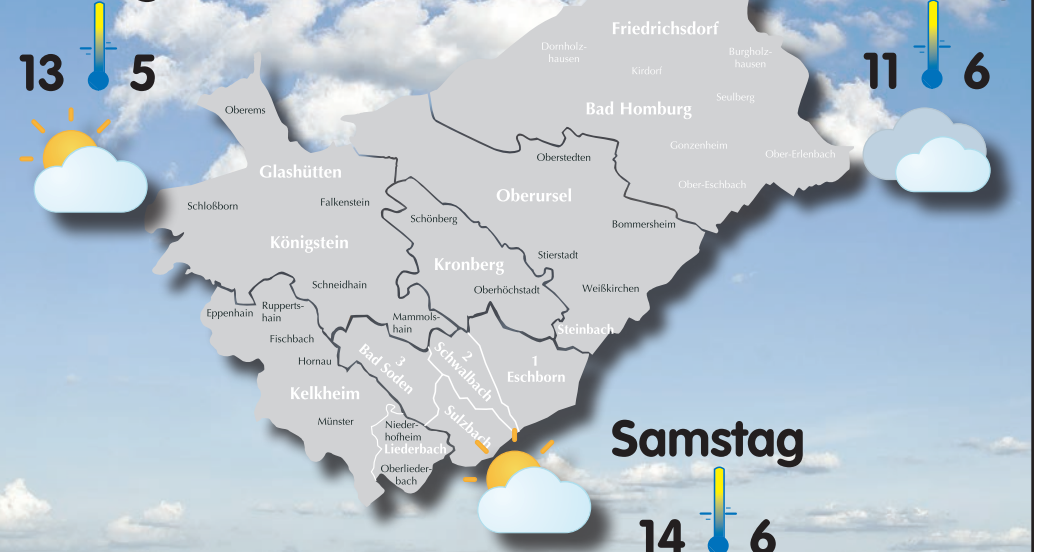 Friedrichsdorf
Dornholz-
hausen
Burgholz-
hausen
13
5
11
6
Kirdorf
Seulberg
Oberems
Bad Homburg
Gonzenheim
Ober-Erlenbach
Oberstedten
Glashütten
Ober-Eschbach
Oberursel
Schloßborn
Falkenstein
Schönberg
Bommersheim
Königstein
Stierstadt
Kronberg
Schneidhain
Oberhöchstadt
Weißkirchen
Eppenhain
Rupperts-
hain
Mammols-
hain
Steinbach
Fischbach
Hornau
3
Bad Soden
2
Schwalbach
1
Eschborn
Kelkheim
Münster
Nieder-
hofheim
Sulzbach
Liederbach
Oberlieder-
bach
Samstag
14
6